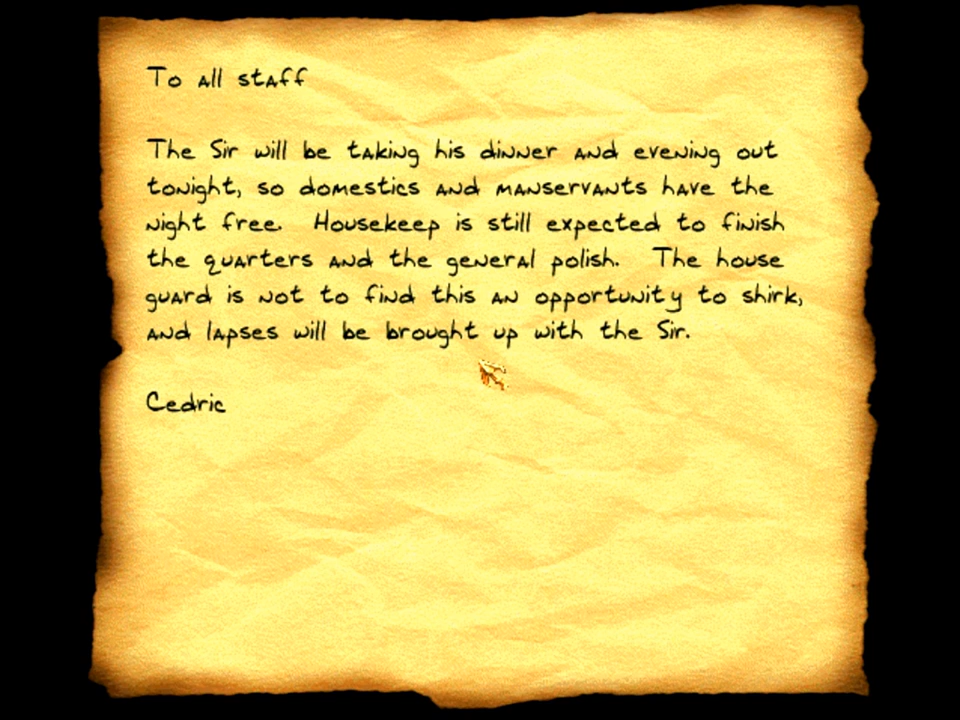 To all staff
The Sir will be taking his dinner and evening out
tonight, so domestics and manservants have the
night free.  Housekeep is still expected to finish
the quarters and the general polish.  The house
guard is not to find this an opportunity to shirk,
and lapses will be brought up with the Sir.
Cedric